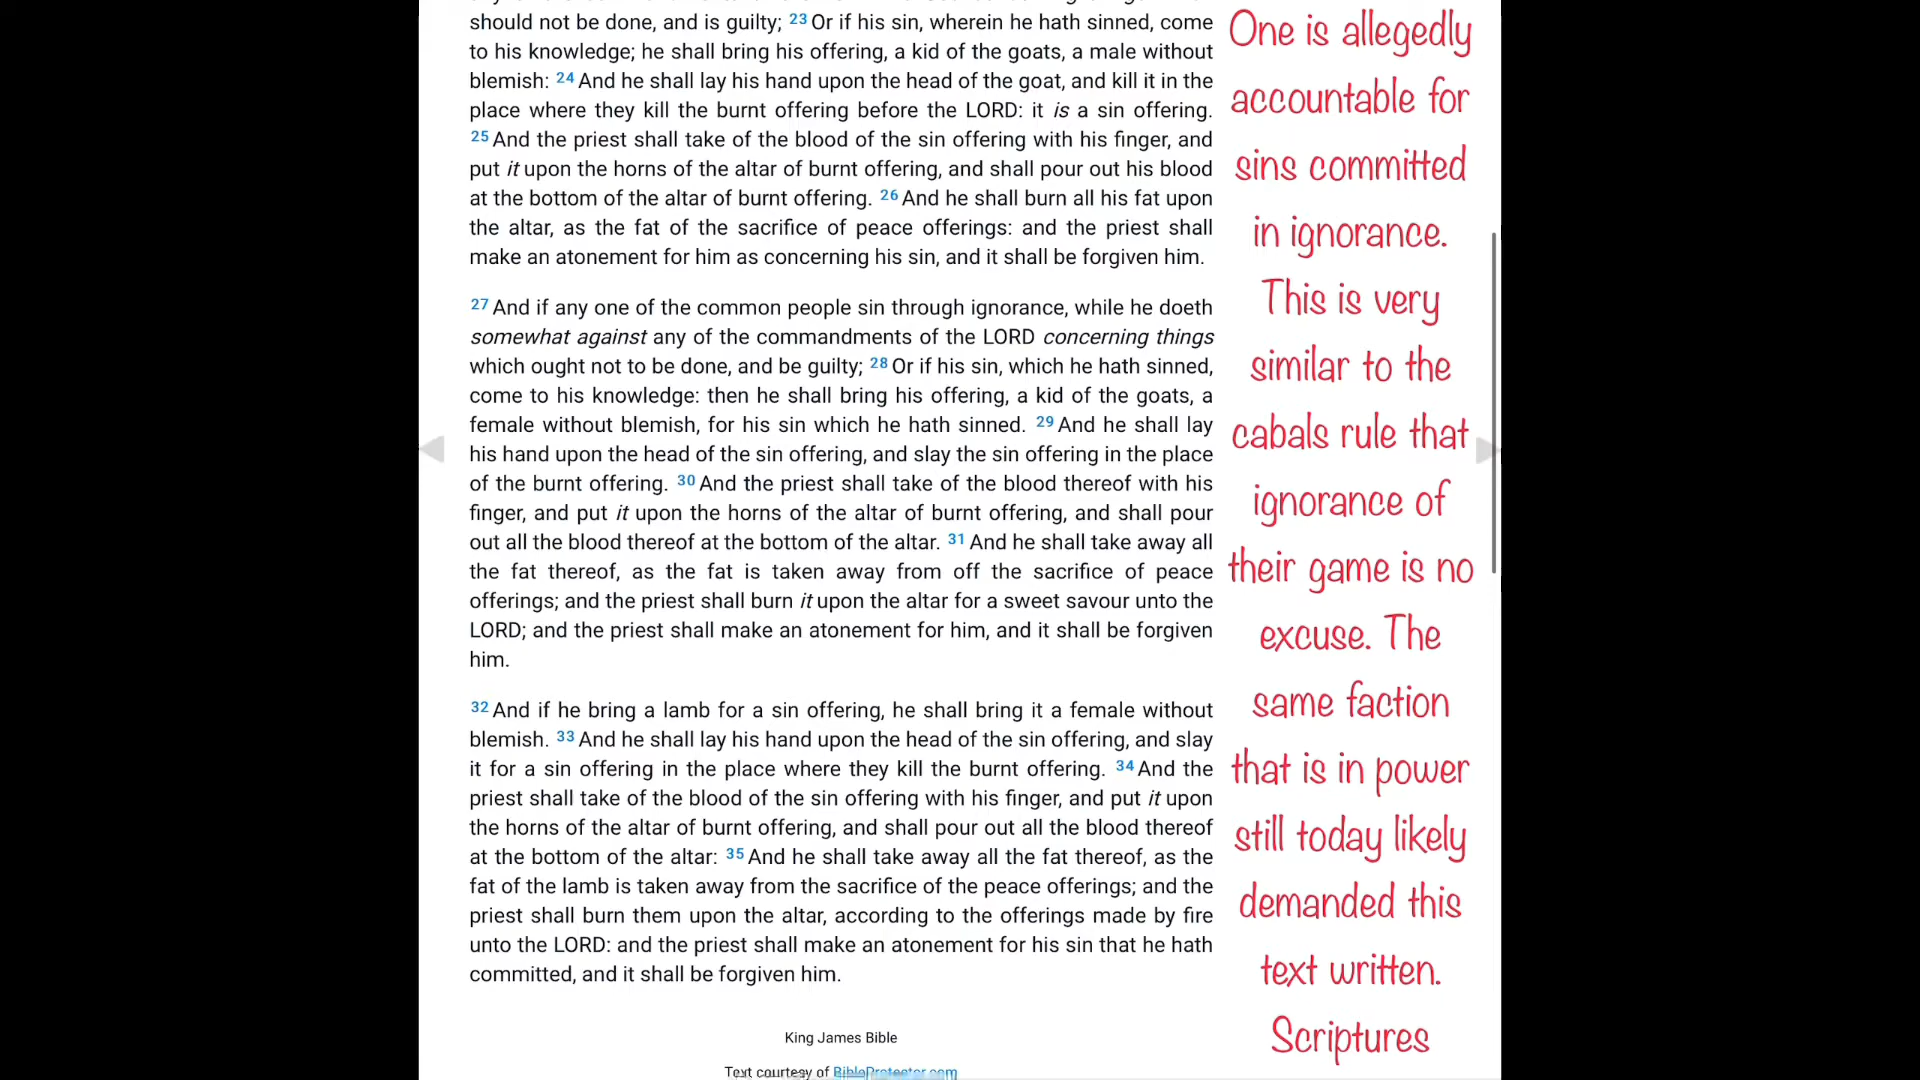 should not be done, and is guilty; 23 Or if his sin, wherein he hath sinned, come
to his knowledge; he shall bring his offering, a kid of the goats, a male without
blemish: 24 And he shall lay his hand upon the head of the goat, and kill it in the
place where they kill the burnt offering before the LORD: it is a sin offering.
25 And the priest shall take of the blood of the sin offering with his finger, and
put it upon the horns of the altar of burnt offering, and shall pour out his blood
at the bottom of the altar of burnt offering. 26 And he shall burn all his fat upon
the altar, as the fat of the sacrifice of peace offerings: and the priest shall
make an atonement for him as concerning his sin, and it shall be forgiven him.
27 And if any one of the common people sin through ignorance, while he doeth
somewhat against any of the commandments of the LORD concerning things
which ought not to be done, and be guilty; 28 Or if his sin, which he hath sinned,
come to his knowledge: then he shall bring his offering, a kid of the goats, a
female without blemish, for his sin which he hath sinned. 29 And he shall lay
his hand upon the head of the sin offering, and slay the sin offering in the place
of the burnt offering. 30 And the priest shall take of the blood thereof with his
finger, and put it upon the horns of the altar of burnt offering, and shall pour
out all the blood thereof at the bottom of the altar. 31 And he shall take away all
the fat thereof, as the fat is taken away from off the sacrifice of peace
offerings; and the priest shall burn it upon the altar for a sweet savour unto the
LORD; and the priest shall make an atonement for him, and it shall be forgiven
him.
32 And if he bring a lamb for a sin offering, he shall bring it a female without
blemish. 33 And he shall lay his hand upon the head of the sin offering, and slay
it for a sin offering in the place where they kill the burnt offering. 34 And the
priest shall take of the blood of the sin offering with his finger, and put it upon
the horns of the altar of burnt offering, and shall pour out all the blood thereof
at the bottom of the altar: 35 And he shall take away all the fat thereof, as the
fat of the lamb is taken away from the sacrifice of the peace offerings; and the
priest shall burn them upon the altar, according to the offerings made by fire
unto the LORD: and the priest shall make an atonement for his sin that he hath
committed, and it shall be forgiven him.
King James Bible
Text courtesy of BibleProtector.com
One is allegedly
accountable for
sins committed
in ignorance.
This is very
similar to the
cabals rule that
ignorance of
their game is no
excuse. The
same faction
that is in power
still today likely
demanded this
text written.
Scriptures